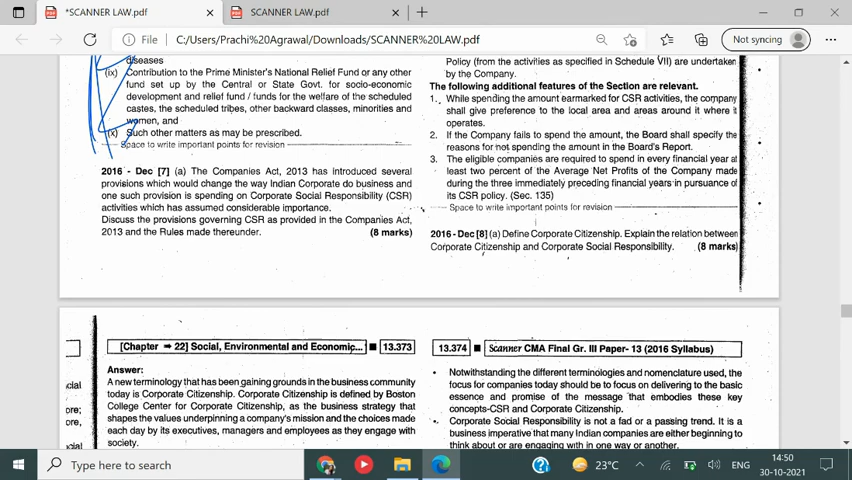 *SCANNER LAW.pdf
SCANNER LAW.pdf
File
C:/Users/Prachi%20Agrawal/Downloads/SCANNER%20LAW.pdf
Not syncing
diseases
(ix) Contribution to the Prime Minister's National Relief Fund or any other
fund set up by the Central or State Govt. for socio-economic
development and relief fund / funds for the welfare of the scheduled
castes, the scheduled tribes, other backward classes, minorities and
women, and
(x) Such other matters as may be prescribed.
Space to write important points for revision
2016 - Dec [7] (a) The Companies Act, 2013 has introduced several
provisions which would change the way Indian Corporate do business and
one such provision is spending on Corporate Social Responsibility (CSR)
activities which has assumed considerable importance.
Discuss the provisions governing CSR as provided in the Companies Act,
2013 and the Rules made thereunder. (8 marks)
Policy (from the activities as specified in Schedule VII) are undertaken
by the Company.
The following additional features of the Section are relevant.
1. While spending the amount earmarked for CSR activities, the company
shall give preference to the local area and areas around it where it
operates.
2. If the Company fails to spend the amount, the Board shall specify the
reasons for not spending the amount in the Board's Report.
3. The eligible companies are required to spend in every financial year at
least two percent of the Average Net Profits of the Company made
during the three immediately preceding financial years in pursuance of
its CSR policy. (Sec. 135)
Space to write important points for revision
2016 - Dec [8] (a) Define Corporate Citizenship. Explain the relation between
Corporate Citizenship and Corporate Social Responsibility. (8 marks)
[Chapter ➡ 22] Social, Environmental and Economic... ■ 13.373
Answer:
A new terminology that has been gaining grounds in the business community
today is Corporate Citizenship. Corporate Citizenship is defined by Boston
College Center for Corporate Citizenship, as the business strategy that
shapes the values underpinning a company's mission and the choices made
each day by its executives, managers and employees as they engage with
society.
13.374 ■ Scanner CMA Final Gr. III Paper- 13 (2016 Syllabus)
• Notwithstanding the different terminologies and nomenclature used, the
focus for companies today should be to focus on delivering to the basic
essence and promise of the message that embodies these key
concepts-CSR and Corporate Citizenship.
• Corporate Social Responsibility is not a fad or a passing trend. It is a
business imperative that many Indian companies are either beginning to
think about or are engaging with in one way or another.
Type here to search
23°C
ENG
14:50
30-10-2021